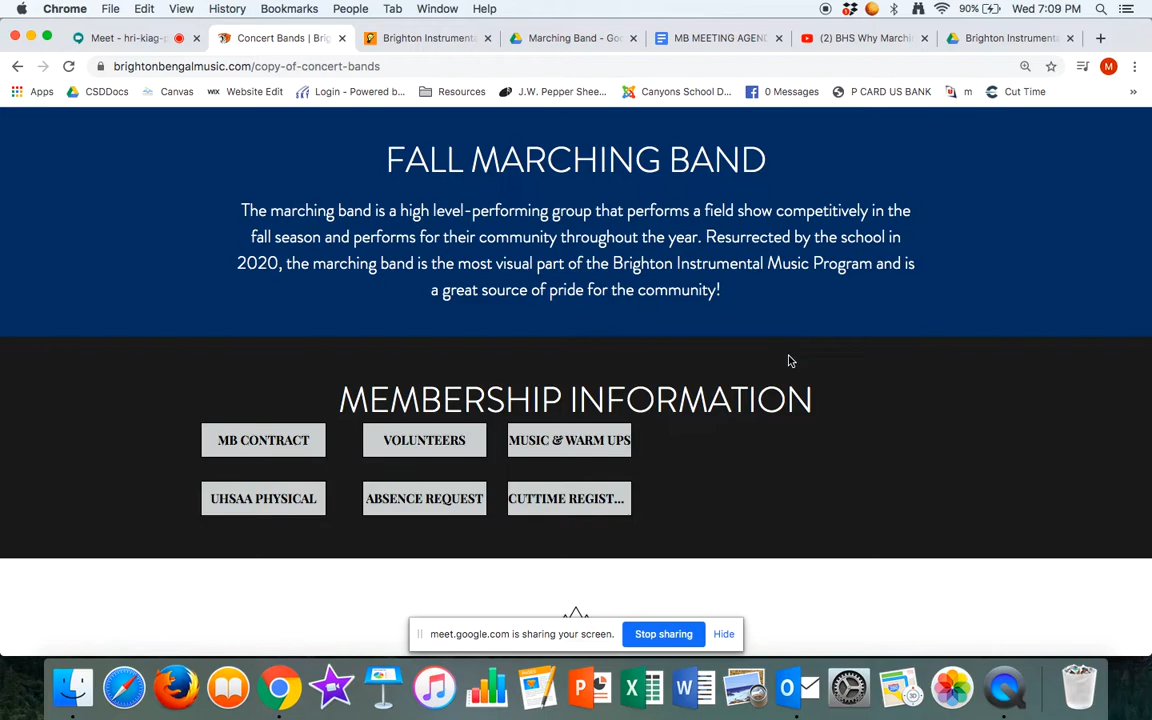 Chrome File Edit View History Bookmarks People Tab Window Help 90% Wed 7:09 PM
Meet - hri-kiag-p Concert Bands | Brig Brighton Instrumenta Marching Band - Goo MB MEETING AGEND (2) BHS Why Marchi Brighton Instrumenta
brightonbengalmusic.com/copy-of-concert-bands M
Apps CSDDocs Canvas WIX Website Edit Login - Powered b... Resources J.W. Pepper Shee... Canyons School D... 0 Messages P CARD US BANK m Cut Time »
FALL MARCHING BAND
The marching band is a high level-performing group that performs a field show competitively in the
fall season and performs for their community throughout the year. Resurrected by the school in
2020, the marching band is the most visual part of the Brighton Instrumental Music Program and is
a great source of pride for the community!
MEMBERSHIP INFORMATION
MB CONTRACT VOLUNTEERS MUSIC & WARM UPS
UHSAA PHYSICAL ABSENCE REQUEST CUTTIME REGIST...
meet.google.com is sharing your screen. Stop sharing Hide